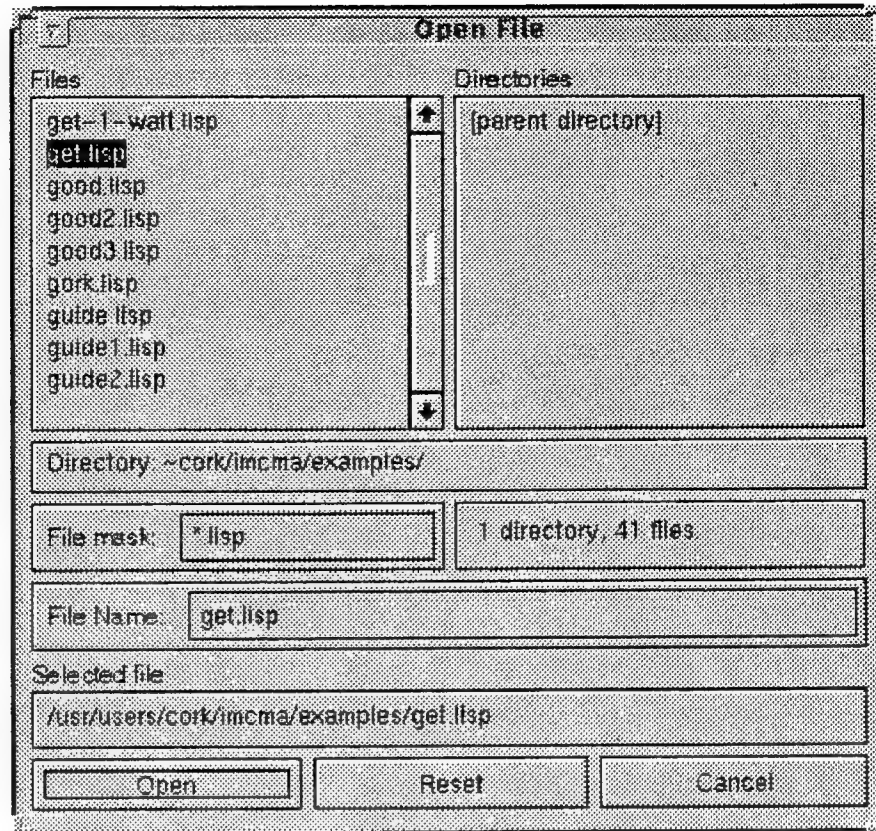 Open File
Files
Directories
get-1-watt.lisp
get.lisp
good.lisp
good2.lisp
good3.lisp
gork.lisp
guide.lisp
guide1.lisp
guide2.lisp
[parent directory]
Directory: ~cork/imcma/examples/
File mask: *.lisp
1 directory, 41 files
File Name: get.lisp
Selected file
/usr/users/cork/imcma/examples/get.lisp
Open
Reset
Cancel